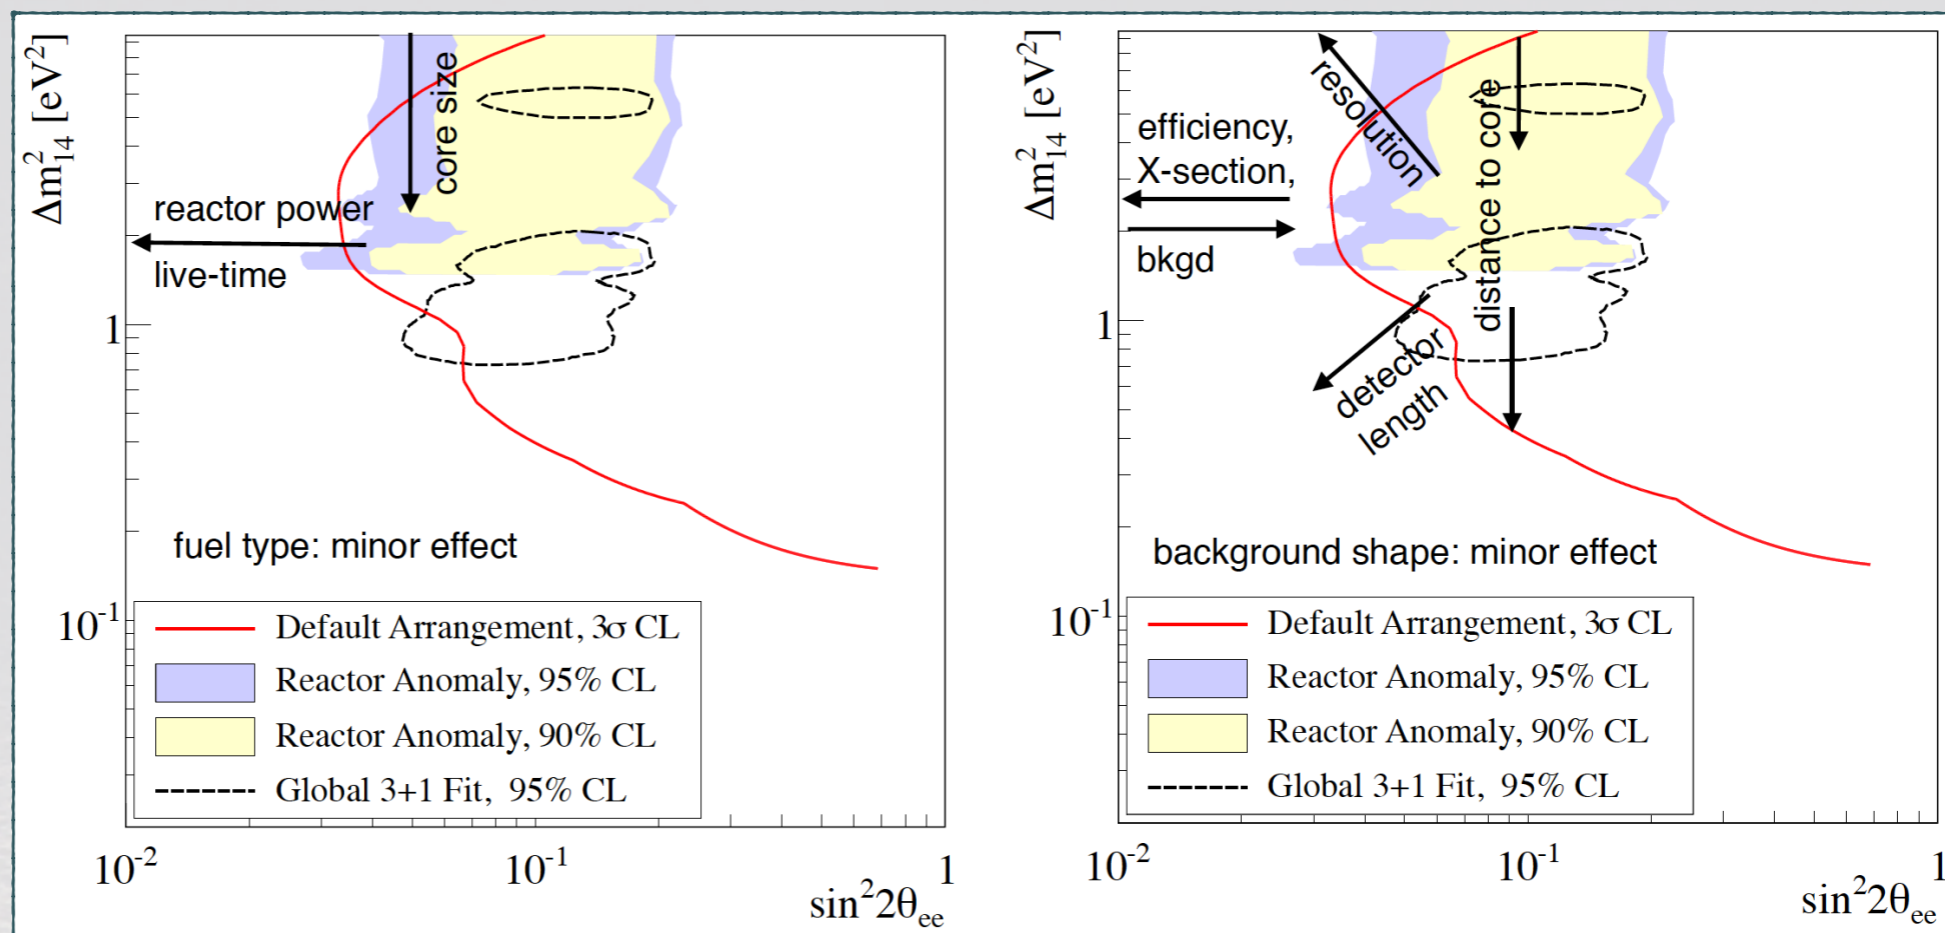 Δm²₁₄ [eV²]
core size
reactor power
live-time
1
fuel type: minor effect
10⁻¹
Default Arrangement, 3σ CL
Reactor Anomaly, 95% CL
Reactor Anomaly, 90% CL
Global 3+1 Fit, 95% CL
10⁻²
10⁻¹
1
sin²2θee
Δm²₁₄ [eV²]
resolution
efficiency,
X-section,
bkgd
distance to core
1
detector
length
background shape: minor effect
10⁻¹
Default Arrangement, 3σ CL
Reactor Anomaly, 95% CL
Reactor Anomaly, 90% CL
Global 3+1 Fit, 95% CL
10⁻²
10⁻¹
1
sin²2θee